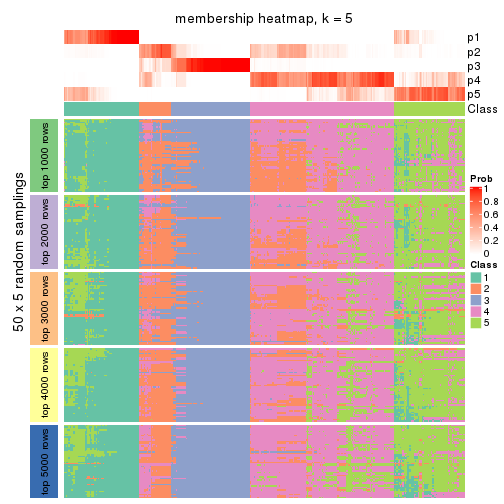 membership heatmap, k = 5
p1
p2
p3
p4
p5
Class
50 x 5 random samplings
top 1000 rows
top 2000 rows
top 3000 rows
top 4000 rows
top 5000 rows
Prob
1
0.8
0.6
0.4
0.2
0
Class
1
2
3
4
5